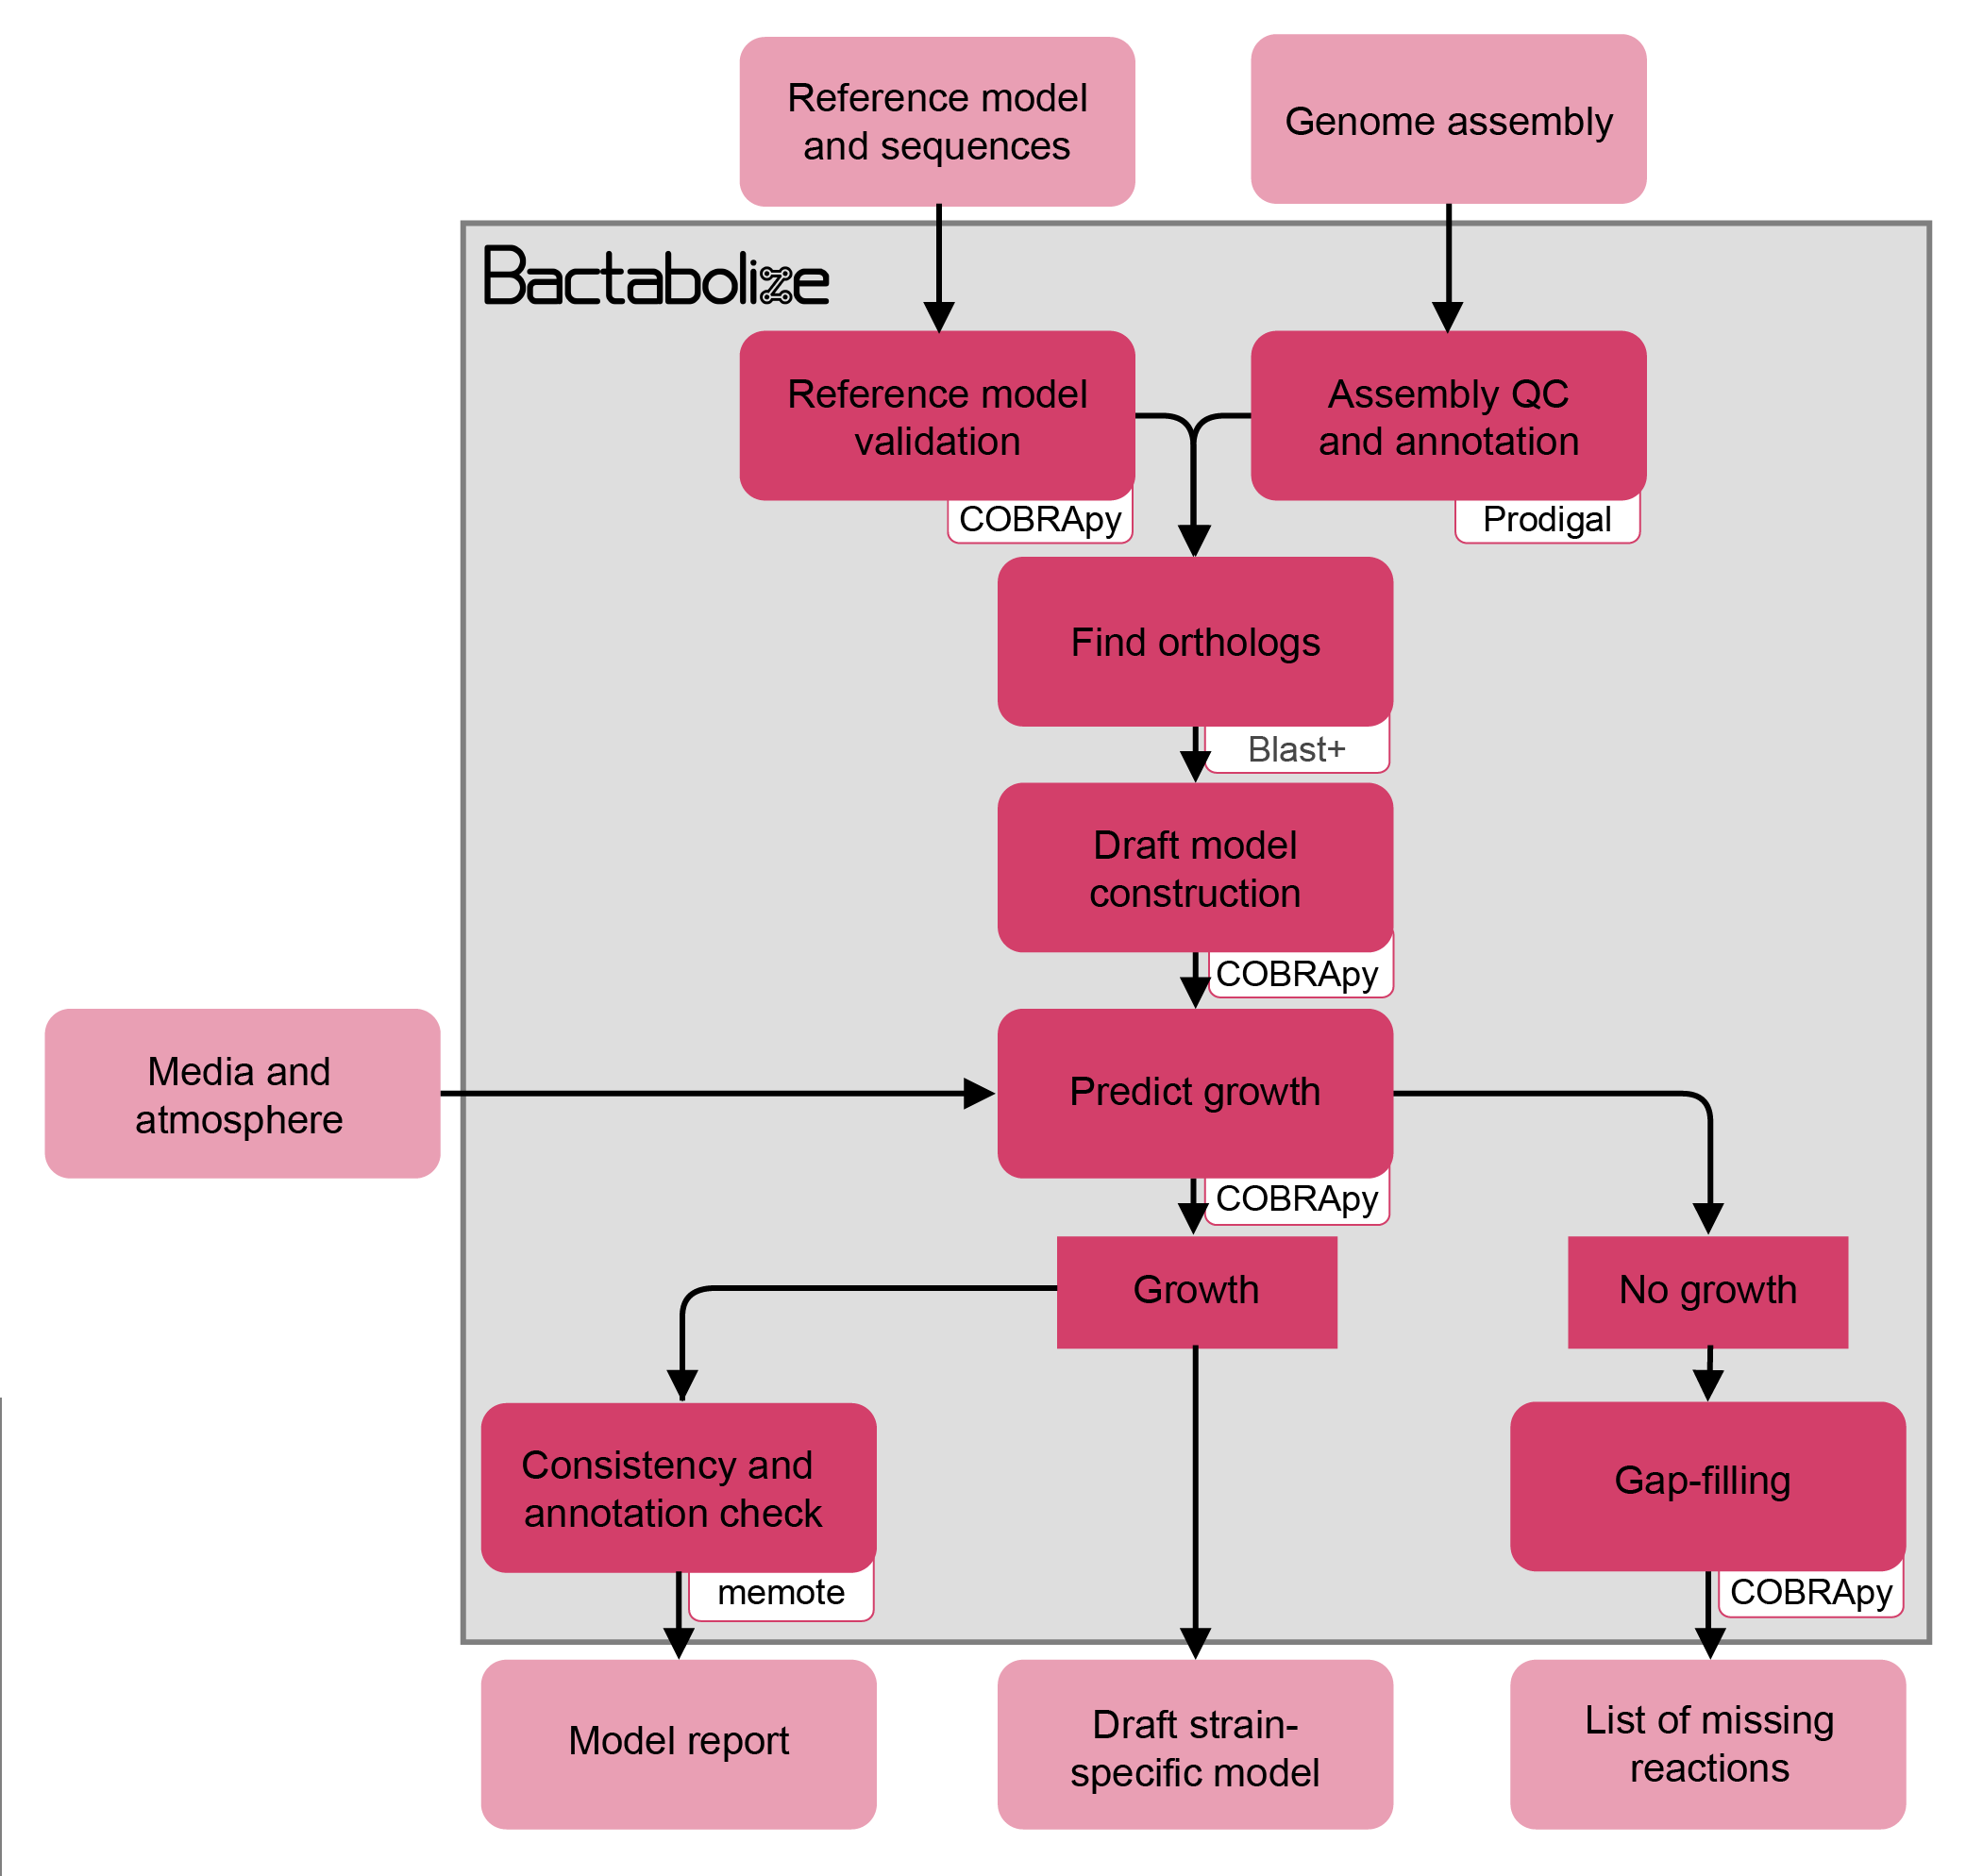 Reference model
and sequences
Genome assembly
Bactabolize
Reference model
validation
COBRApy
Assembly QC
and annotation
Prodigal
Find orthologs
Blast+
Draft model
construction
COBRApy
Media and
atmosphere
Predict growth
COBRApy
Growth
No growth
Consistency and
annotation check
memote
Gap-filling
COBRApy
Model report
Draft strain-
specific model
List of missing
reactions